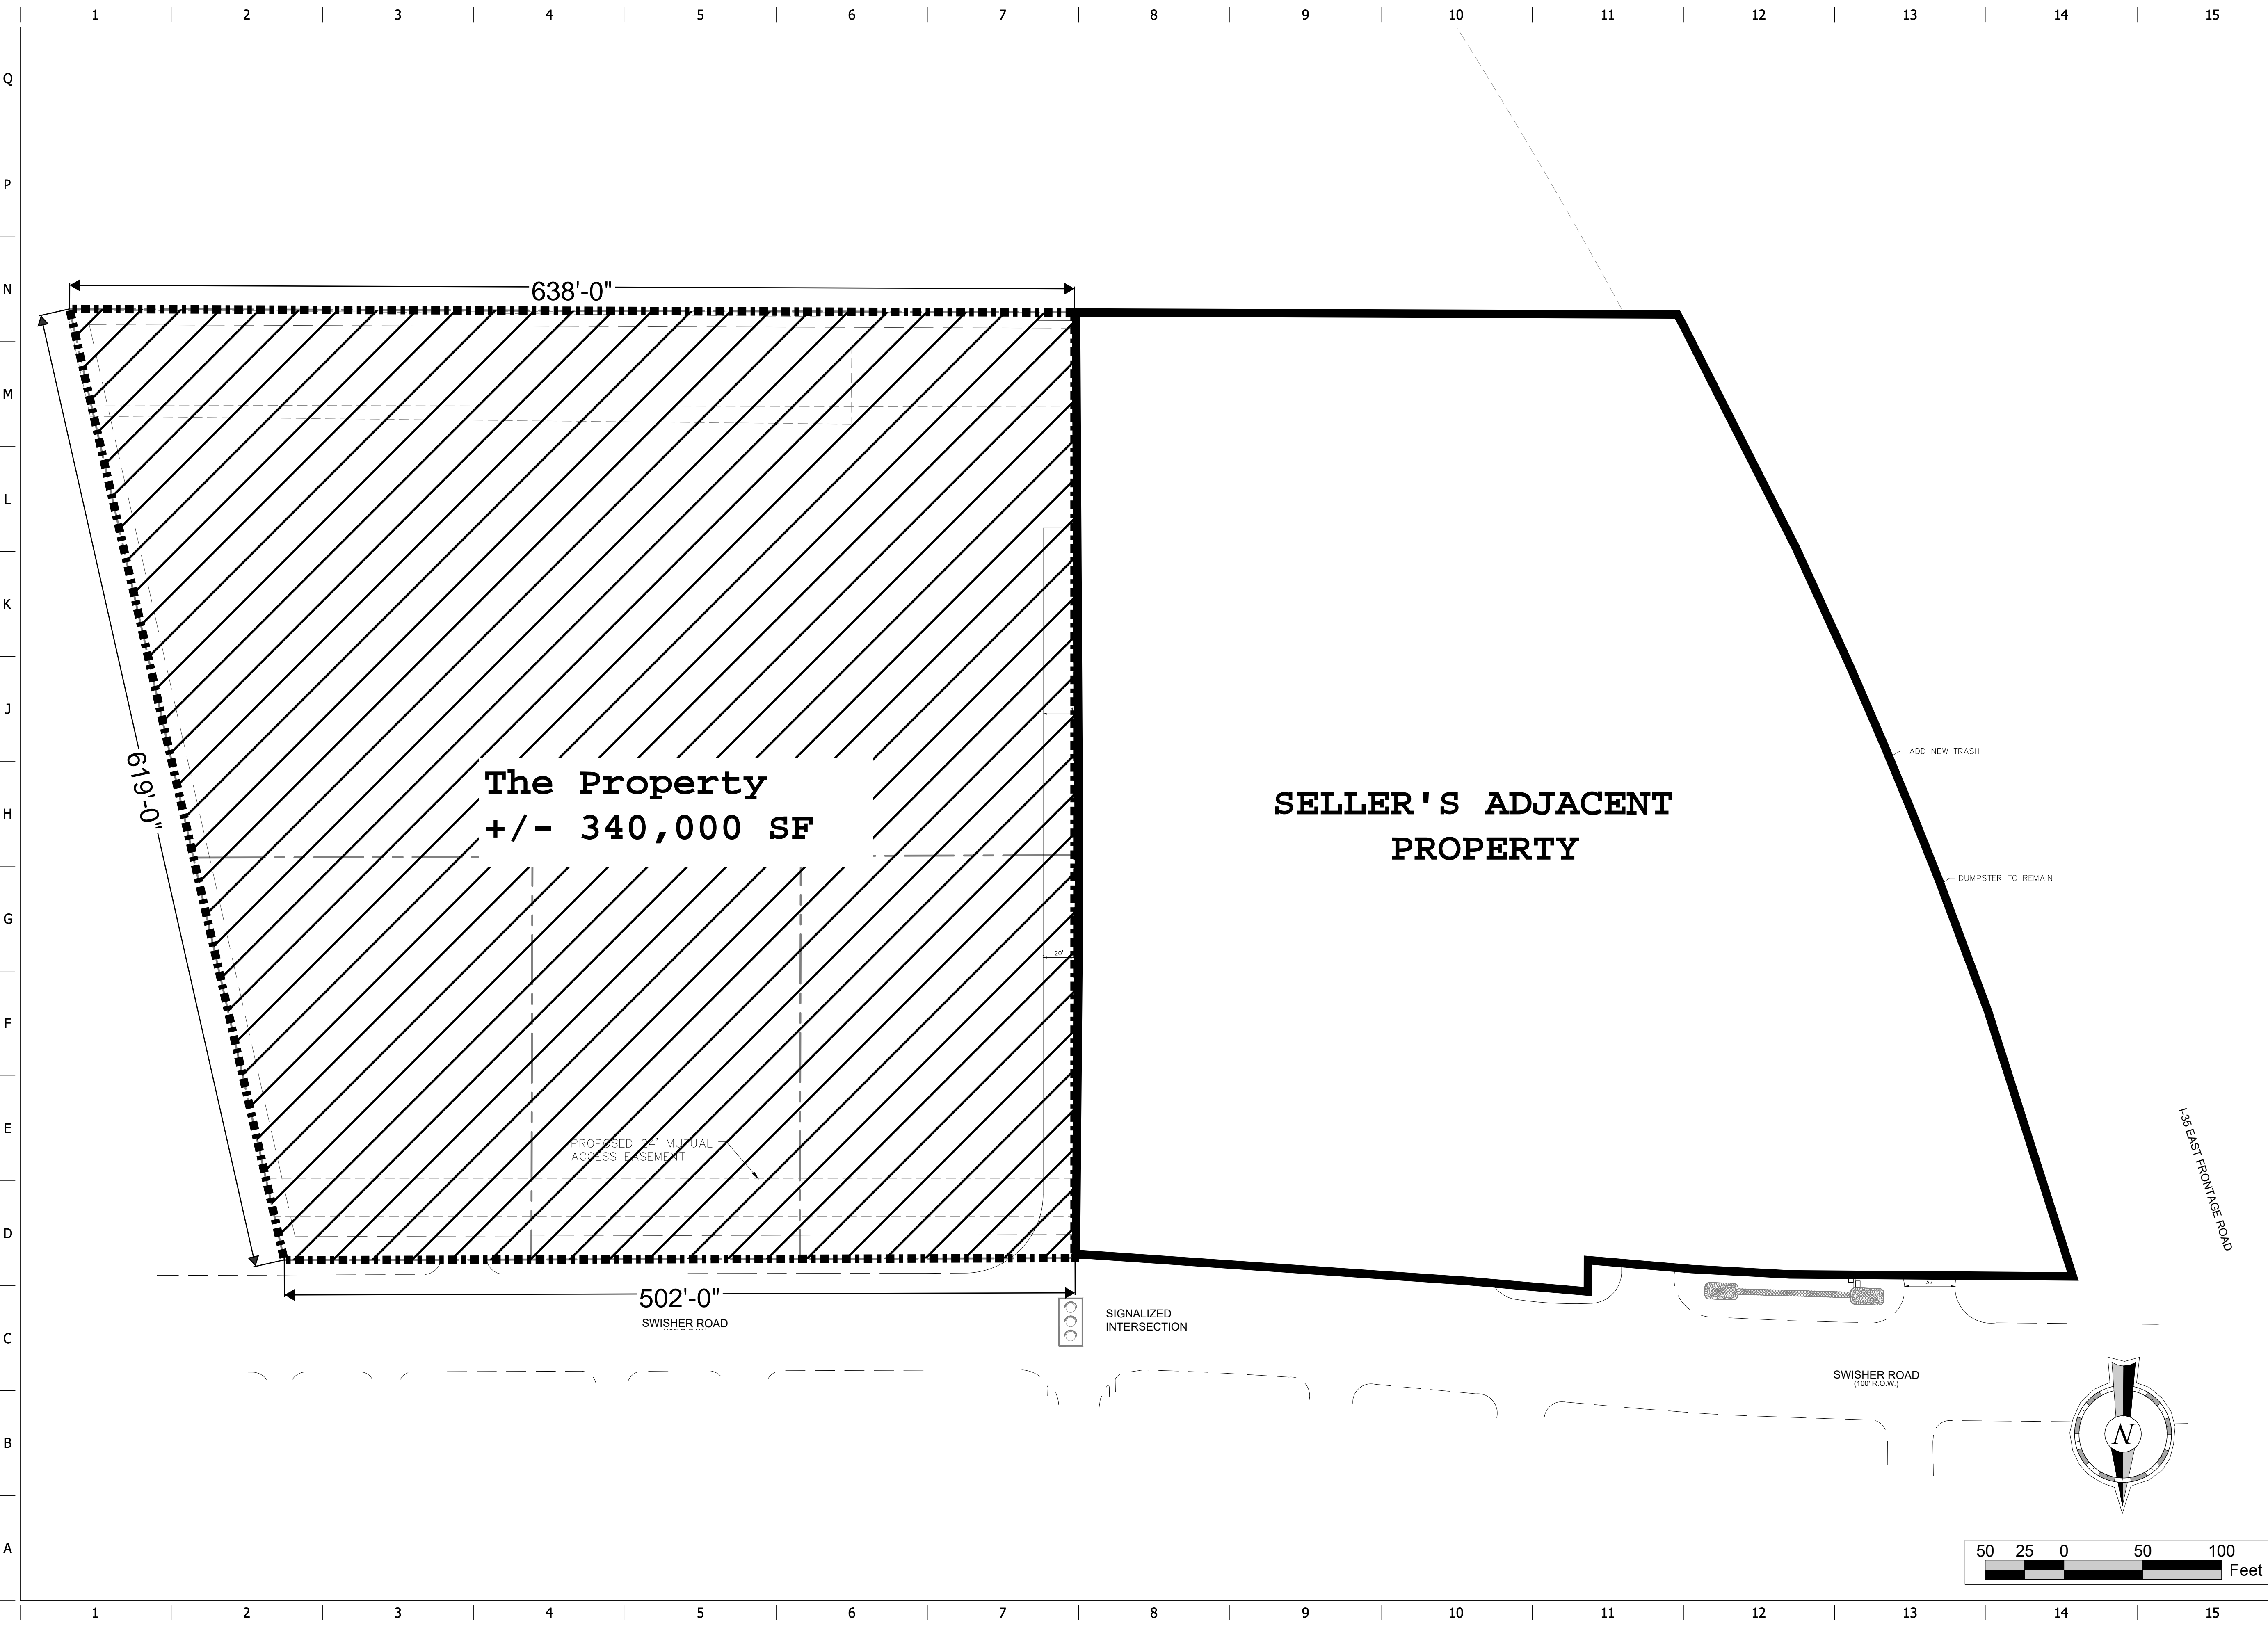 1 2 3 4 5 6 7 8 9 10 11 12 13 14 15
Q
P
N
M
L
K
J
H
G
F
E
D
C
B
A
638'-0"
619'-0"
The Property
+/- 340,000 SF
SELLER'S ADJACENT
PROPERTY
ADD NEW TRASH
DUMPSTER TO REMAIN
20'
PROPOSED 24' MUTUAL
ACCESS EASEMENT
I-35 EAST FRONTAGE ROAD
502'-0"
SWISHER ROAD
SIGNALIZED
INTERSECTION
32'
SWISHER ROAD
(100' R.O.W.)
N
50 25 0 50 100
Feet
1 2 3 4 5 6 7 8 9 10 11 12 13 14 15